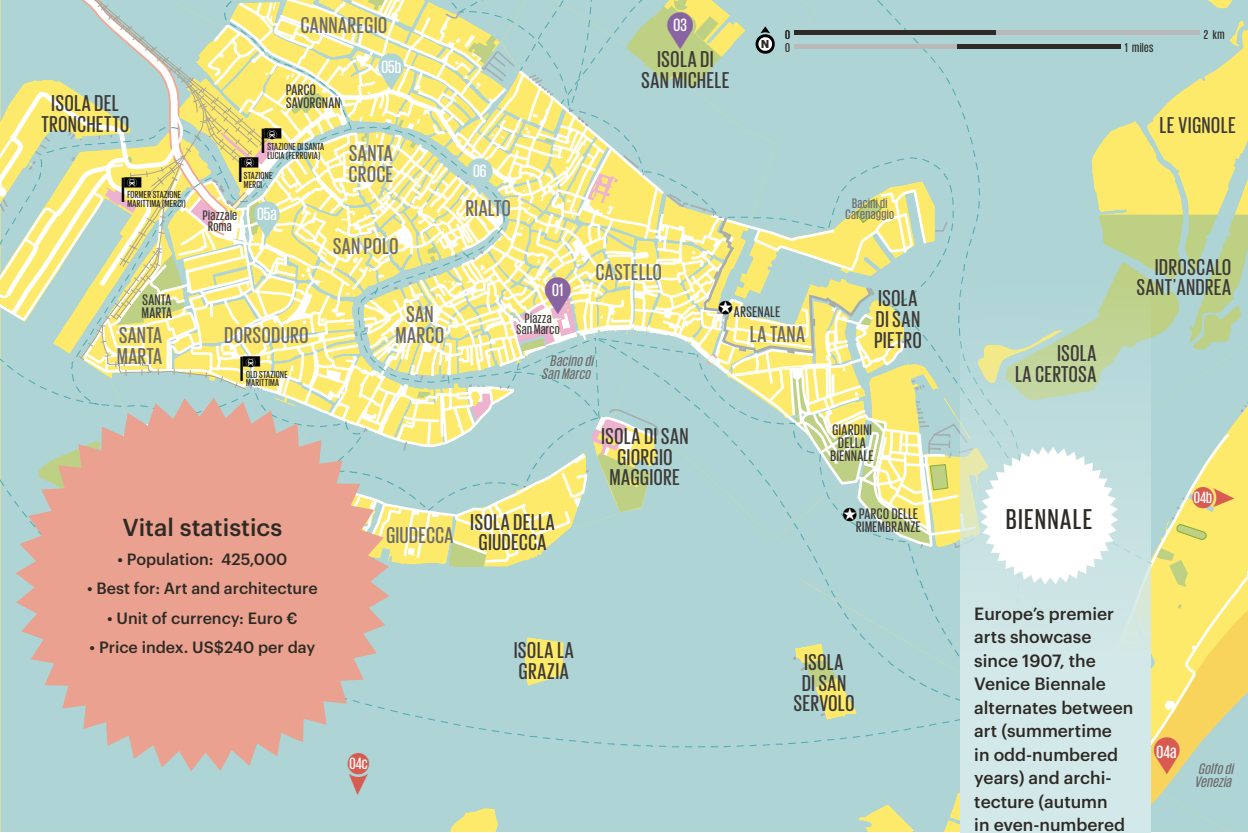 CANNAREGIO
03
ISOLA DI
SAN MICHELE
N
0
2 km
0
1 miles
05b
PARCO
SAVORGNAN
ISOLA DEL
TRONCHETTO
LE VIGNOLE
STAZIONE DI SANTA
LUCIA (FERROVIA)
STAZIONE
MERCI
SANTA
CROCE
06
FORMER STAZIONE
MARITTIMA (MERCI)
Piazzale
Roma
05a
RIALTO
Bacini di
Carenaggio
SAN POLO
CASTELLO
IDROSCALO
SANT'ANDREA
01
SANTA
MARTA
SANTA
MARTA
DORSODURO
SAN
MARCO
Piazza
San Marco
ARSENALE
LA TANA
ISOLA
DI SAN
PIETRO
ISOLA
LA CERTOSA
OLD STAZIONE
MARITTIMA
Bacino di
San Marco
GIARDINI
DELLA
BIENNALE
ISOLA DI SAN
GIORGIO
MAGGIORE
04b
PARCO DELLE
RIMEMBRANZE
BIENNALE
GIUDECCA
ISOLA DELLA
GIUDECCA
Vital statistics
• Population: 425,000
• Best for: Art and architecture
• Unit of currency: Euro €
• Price index. US$240 per day
ISOLA LA
GRAZIA
ISOLA
DI SAN
SERVOLO
Europe's premier
arts showcase
since 1907, the
Venice Biennale
alternates between
art (summertime
in odd-numbered
years) and archi-
tecture (autumn
in even-numbered
04c
04a
Golfo di
Venezia